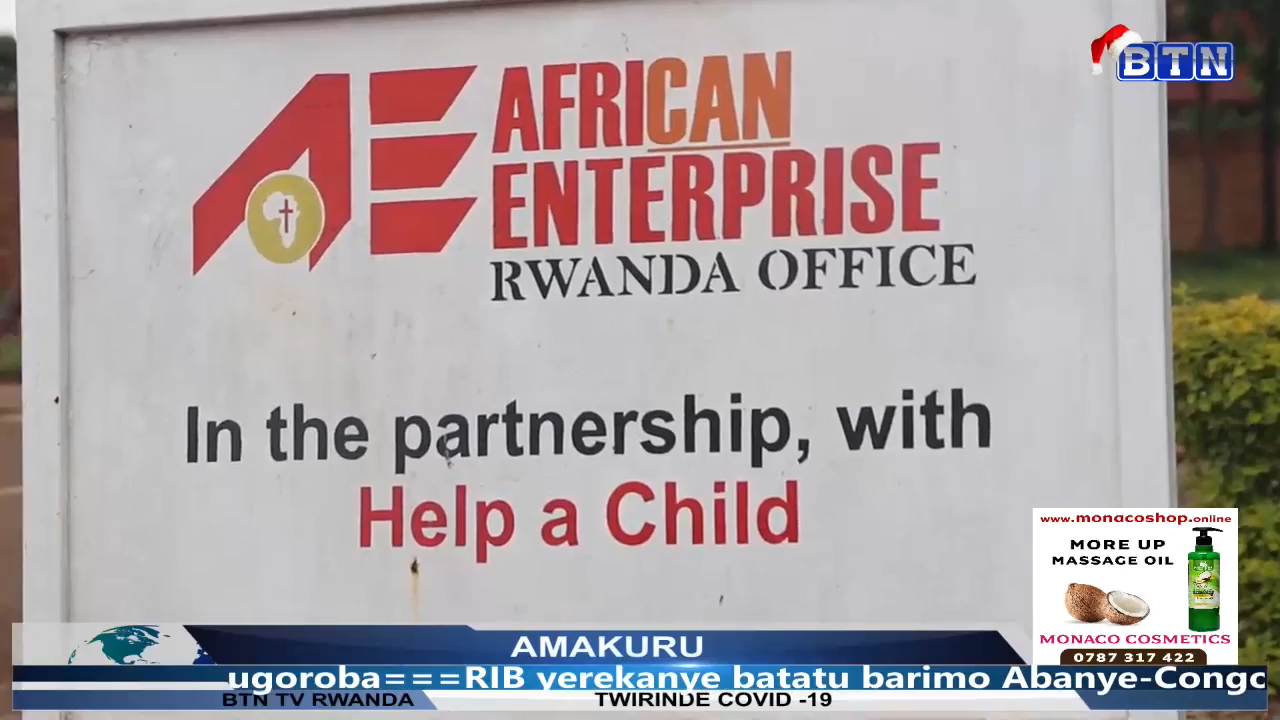 BTN
AE
AFRICAN
ENTERPRISE
RWANDA OFFICE
In the partnership, with
Help a Child
www.monacoshop.online
MORE UP
MASSAGE OIL
MONACO COSMETICS
0787 317 422
AMAKURU
ugoroba===RIB yerekanye batatu barimo Abanye-Congo
BTN TV RWANDA
TWIRINDE COVID -19